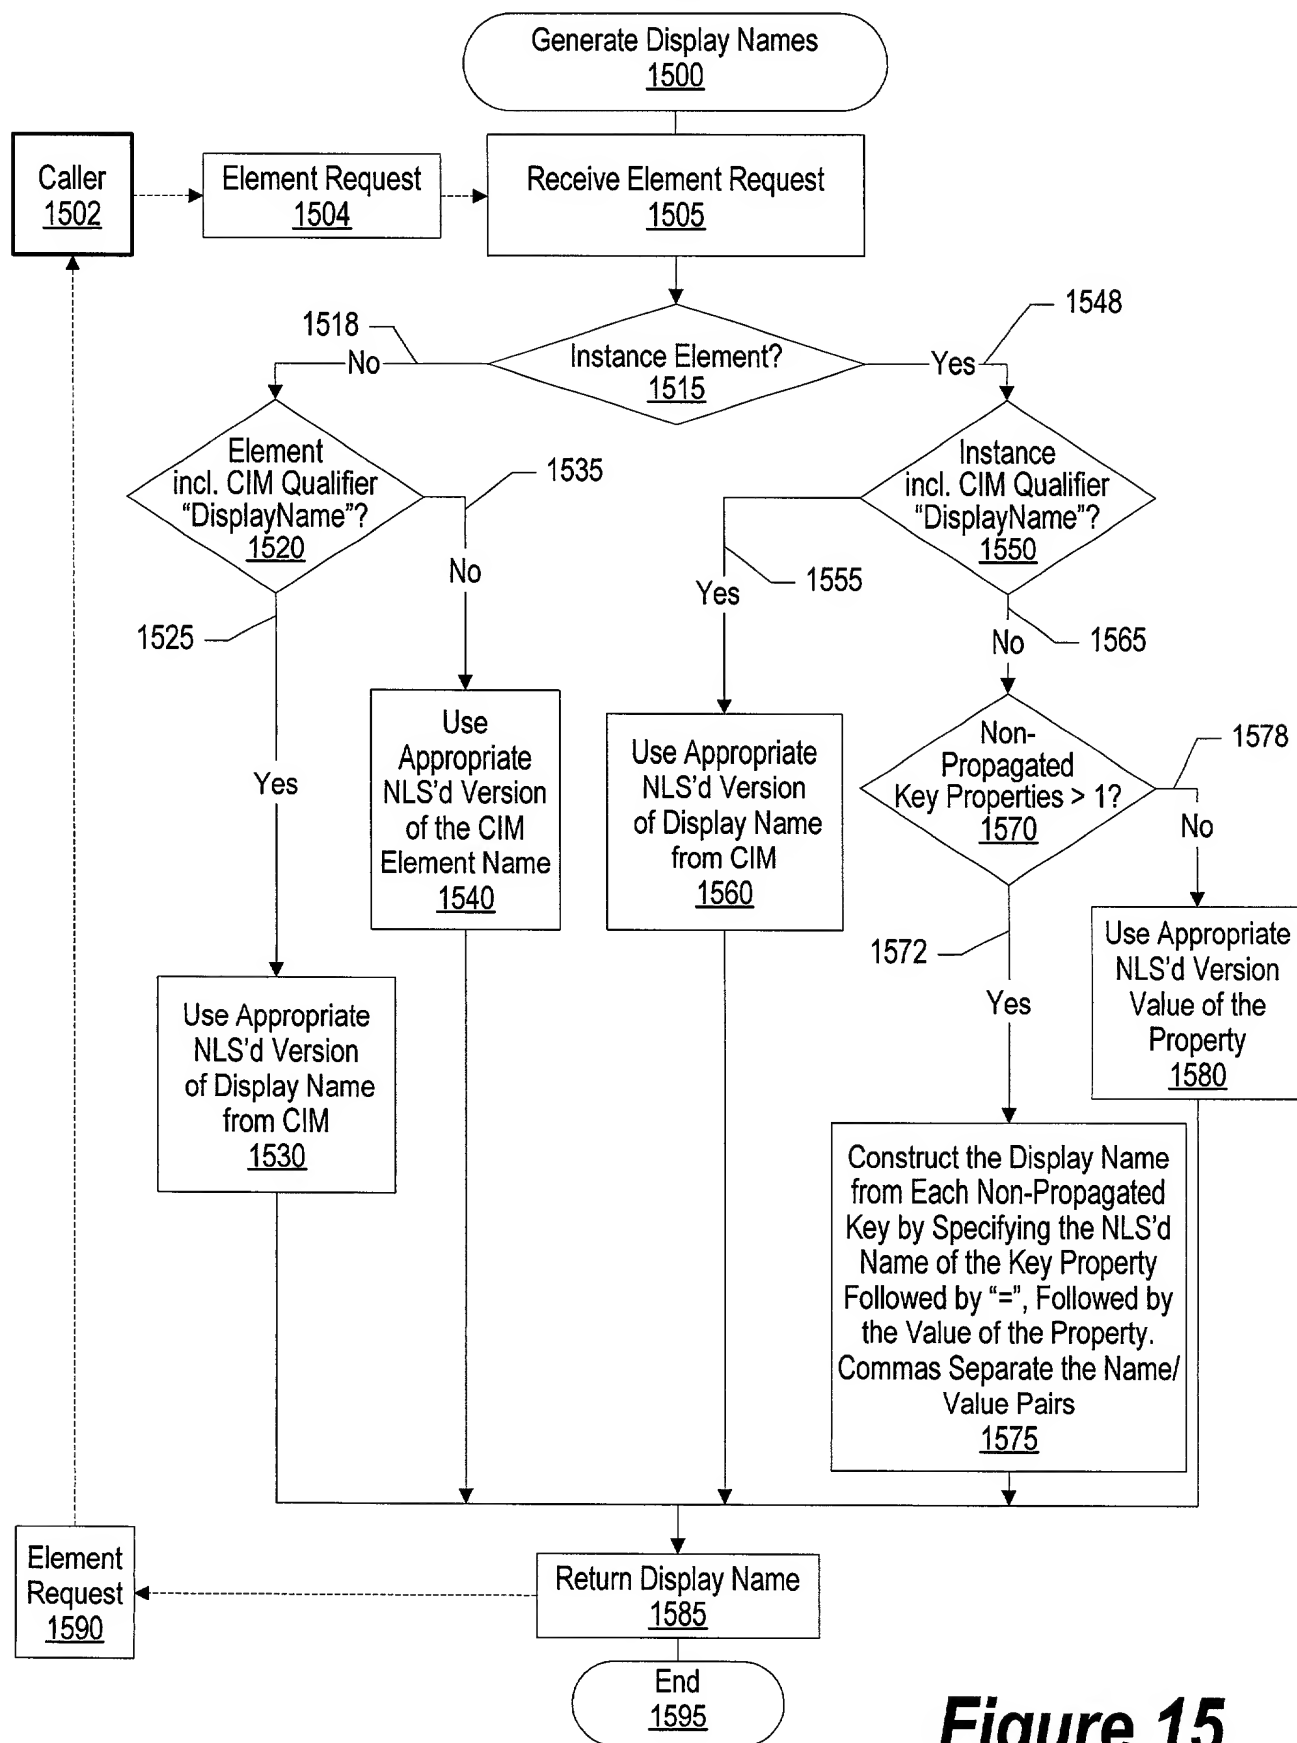 Generate Display Names
1500
Caller
1502
Element Request
1504
Receive Element Request
1505
1518
1548
No
Instance Element?
1515
Yes
Element
incl. CIM Qualifier
“DisplayName”?
1520
1535
Instance
incl. CIM Qualifier
“DisplayName”?
1550
No
1555
Yes
1525
1565
No
Use
Appropriate
NLS’d Version
of the CIM
Element Name
1540
Use Appropriate
NLS’d Version
of Display Name
from CIM
1560
Non-
Propagated
Key Properties > 1?
1570
1578
Yes
No
1572
Use Appropriate
NLS’d Version
Value of the
Property
1580
Yes
Use Appropriate
NLS’d Version
of Display Name
from CIM
1530
Construct the Display Name
from Each Non-Propagated
Key by Specifying the NLS’d
Name of the Key Property
Followed by “=”, Followed by
the Value of the Property.
Commas Separate the Name/
Value Pairs
1575
Element
Request
1590
Return Display Name
1585
End
1595
Figure 15